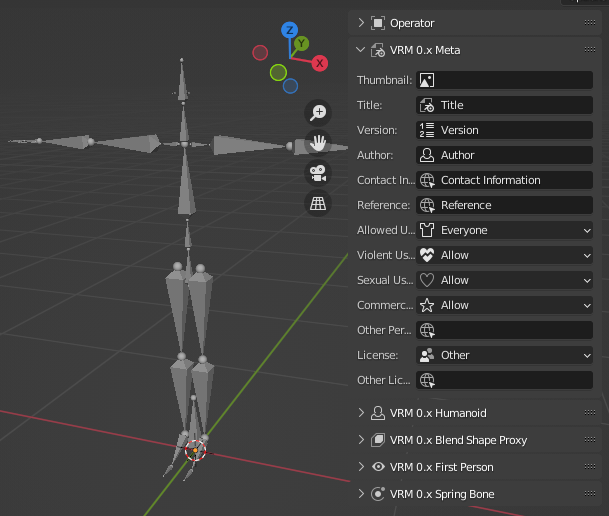 Z
Y
X
Operator
VRM 0.x Meta
Thumbnail:
Title: Title
Version: Version
Author: Author
Contact In... Contact Information
Reference: Reference
Allowed U... Everyone
Violent Us... Allow
Sexual Us... Allow
Commerc... Allow
Other Per...
License: Other
Other Lic...
VRM 0.x Humanoid
VRM 0.x Blend Shape Proxy
VRM 0.x First Person
VRM 0.x Spring Bone